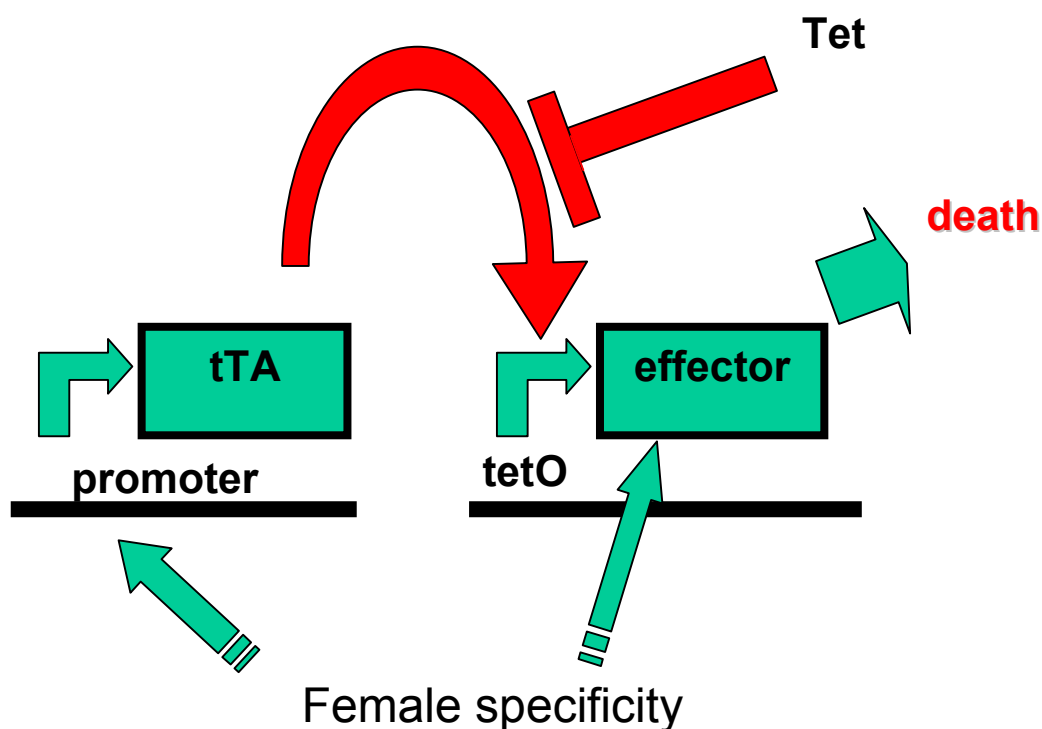 Tet
death
tTA
effector
promoter
tetO
Female specificity